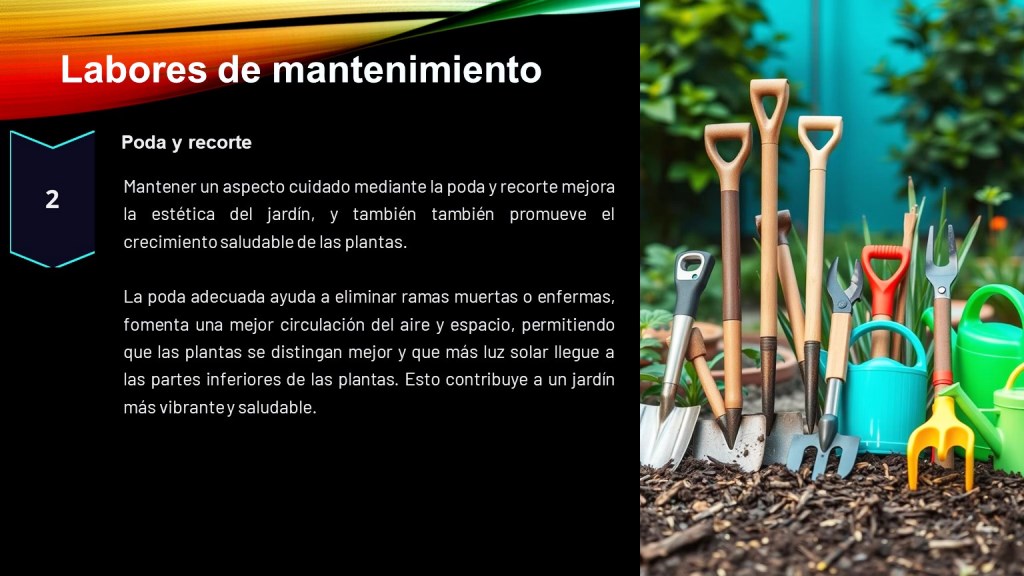 Labores de mantenimiento
Poda y recorte
2
Mantener un aspecto cuidado mediante la poda y recorte mejora
la estética del jardín, y también también promueve el
crecimiento saludable de las plantas.
La poda adecuada ayuda a eliminar ramas muertas o enfermas,
fomenta una mejor circulación del aire y espacio, permitiendo
que las plantas se distingan mejor y que más luz solar llegue a
las partes inferiores de las plantas. Esto contribuye a un jardín
más vibrante y saludable.